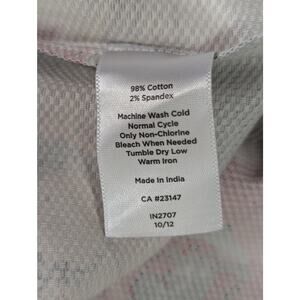 98% Cotton
2% Spandex
Machine Wash Cold
Normal Cycle
Only Non-Chlorine
Bleach When Needed
Tumble Dry Low
Warm Iron
Made In India
CA #23147
IN2707
10/12